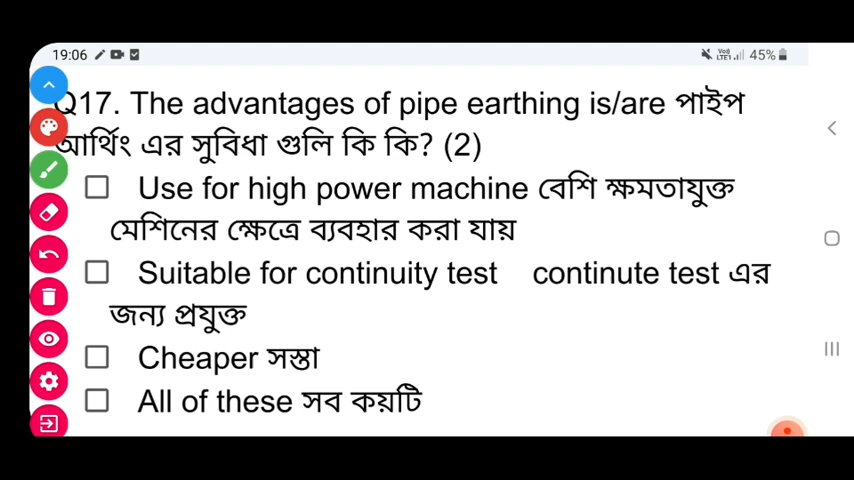 19:06 Vo)) LTE1 45%
Q17. The advantages of pipe earthing is/are পাইপ
আর্থিং এর সুবিধা গুলি কি কি? (2)
Use for high power machine বেশি ক্ষমতাযুক্ত
মেশিনের ক্ষেত্রে ব্যবহার করা যায়
Suitable for continuity test continute test এর
জন্য প্রযুক্ত
Cheaper সস্তা
All of these সব কয়টি